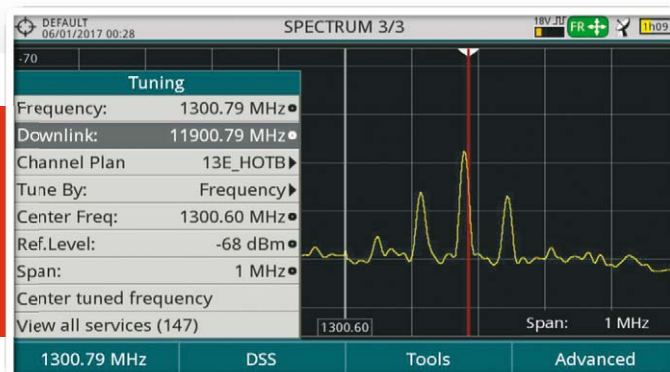 DEFAULT
06/01/2017 00:28
SPECTRUM 3/3
18V
FR
1h09
-70
Tuning
Frequency: 1300.79 MHz
Downlink: 11900.79 MHz
Channel Plan 13E_HOTB
Tune By: Frequency
Center Freq: 1300.60 MHz
Ref.Level: -68 dBm
Span: 1 MHz
Center tuned frequency
View all services (147)
1300.60
Span: 1 MHz
1300.79 MHz DSS Tools Advanced